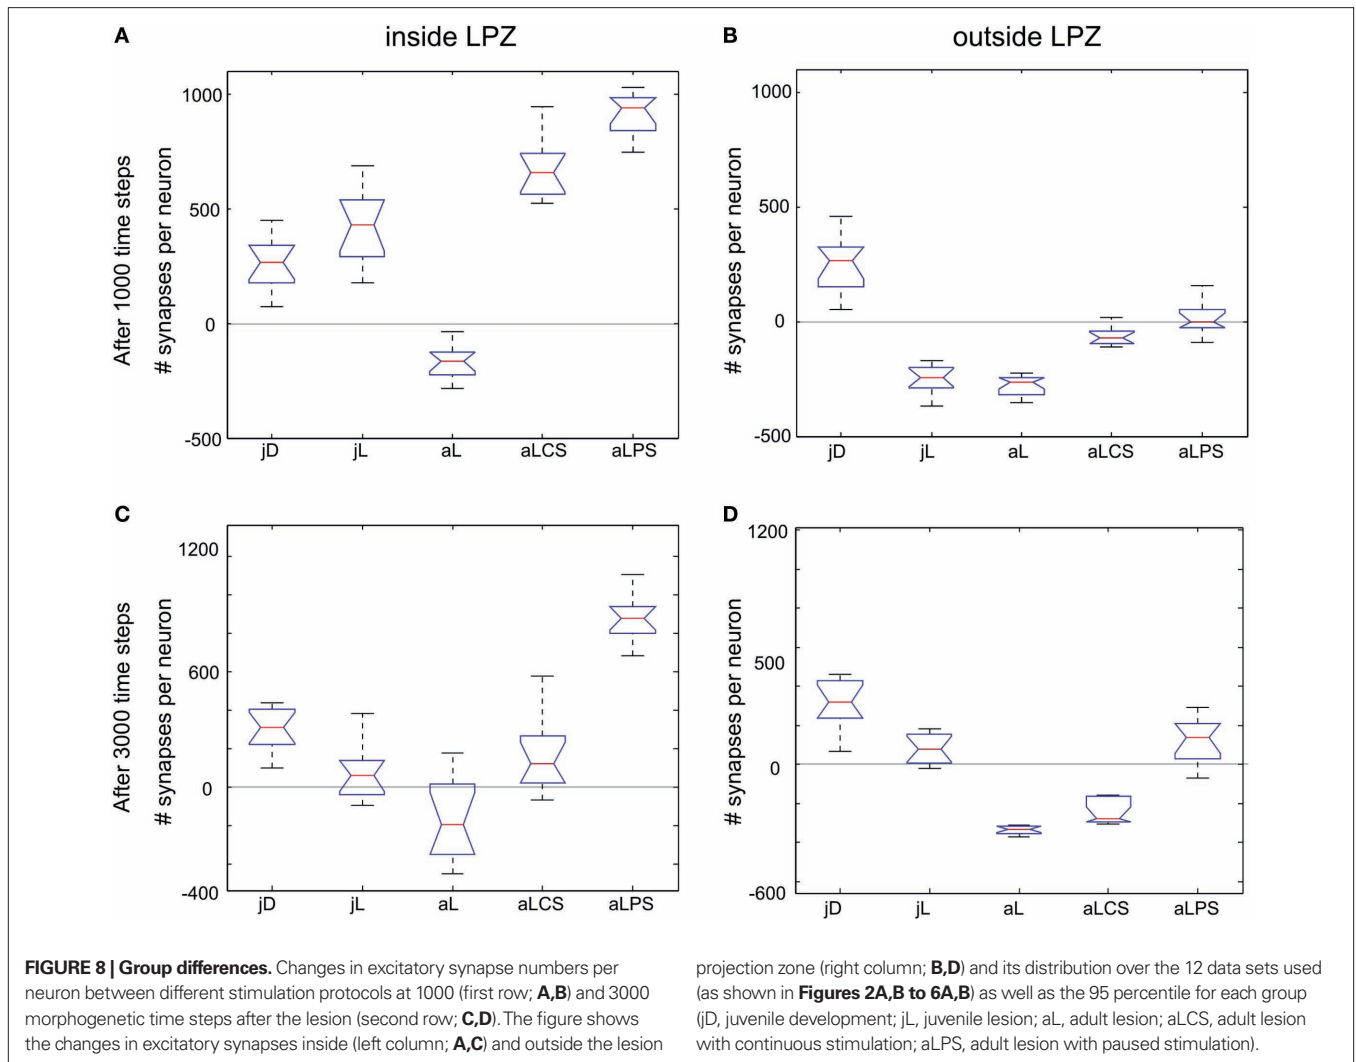 A
inside LPZ
B
outside LPZ
After 1000 time steps
# synapses per neuron
1000
500
0
-500
jD
jL
aL
aLCS
aLPS
# synapses per neuron
1000
500
0
-500
jD
jL
aL
aLCS
aLPS
C
D
After 3000 time steps
# synapses per neuron
1200
600
0
-400
jD
jL
aL
aLCS
aLPS
# synapses per neuron
1200
500
0
-600
jD
jL
aL
aLCS
aLPS
FIGURE 8 | Group differences. Changes in excitatory synapse numbers per
neuron between different stimulation protocols at 1000 (first row; A,B) and 3000
morphogenetic time steps after the lesion (second row; C,D). The figure shows
the changes in excitatory synapses inside (left column; A,C) and outside the lesion
projection zone (right column; B,D) and its distribution over the 12 data sets used
(as shown in Figures 2A,B to 6A,B) as well as the 95 percentile for each group
(jD, juvenile development; jL, juvenile lesion; aL, adult lesion; aLCS, adult lesion
with continuous stimulation; aLPS, adult lesion with paused stimulation).